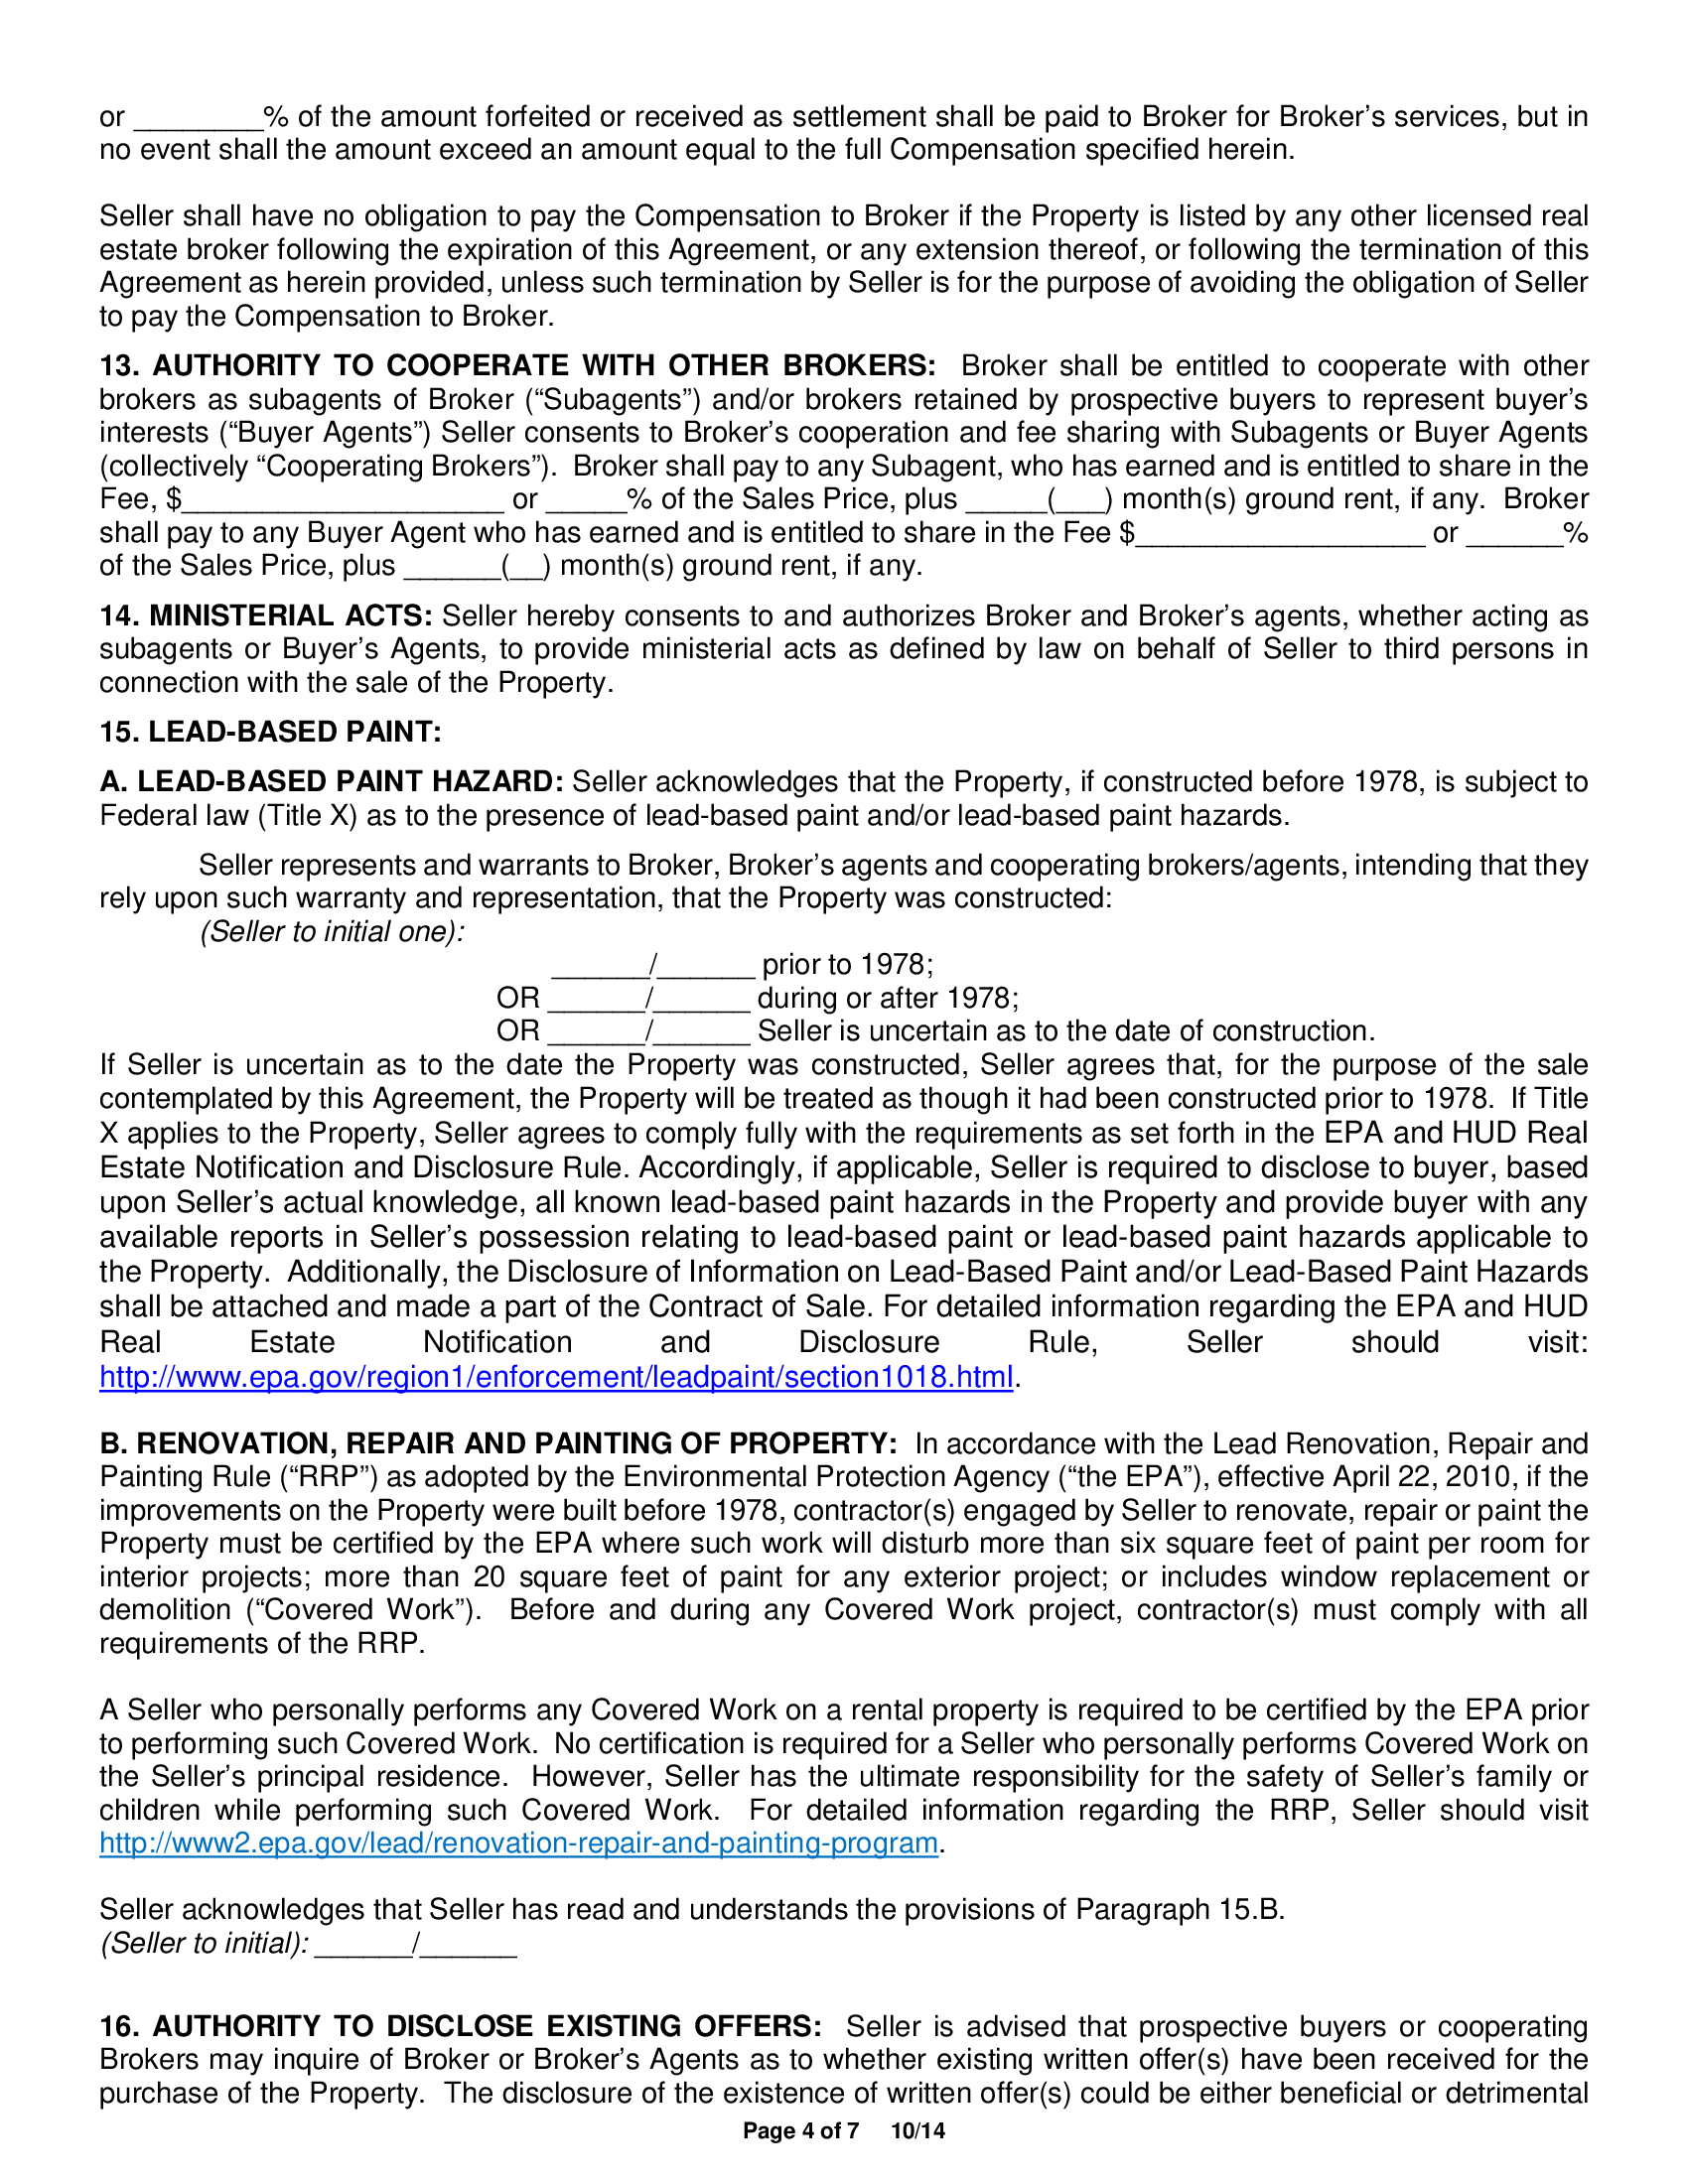 or ________% of the amount forfeited or received as settlement shall be paid to Broker for Broker’s services, but in
no event shall the amount exceed an amount equal to the full Compensation specified herein.
Seller shall have no obligation to pay the Compensation to Broker if the Property is listed by any other licensed real
estate broker following the expiration of this Agreement, or any extension thereof, or following the termination of this
Agreement as herein provided, unless such termination by Seller is for the purpose of avoiding the obligation of Seller
to pay the Compensation to Broker.
13. AUTHORITY TO COOPERATE WITH OTHER BROKERS: Broker shall be entitled to cooperate with other
brokers as subagents of Broker (“Subagents”) and/or brokers retained by prospective buyers to represent buyer’s
interests (“Buyer Agents”) Seller consents to Broker’s cooperation and fee sharing with Subagents or Buyer Agents
(collectively “Cooperating Brokers”). Broker shall pay to any Subagent, who has earned and is entitled to share in the
Fee, $____________________ or _____% of the Sales Price, plus _____(___) month(s) ground rent, if any. Broker
shall pay to any Buyer Agent who has earned and is entitled to share in the Fee $__________________ or ______%
of the Sales Price, plus ______(__) month(s) ground rent, if any.
14. MINISTERIAL ACTS: Seller hereby consents to and authorizes Broker and Broker’s agents, whether acting as
subagents or Buyer’s Agents, to provide ministerial acts as defined by law on behalf of Seller to third persons in
connection with the sale of the Property.
15. LEAD-BASED PAINT:
A. LEAD-BASED PAINT HAZARD: Seller acknowledges that the Property, if constructed before 1978, is subject to
Federal law (Title X) as to the presence of lead-based paint and/or lead-based paint hazards.
Seller represents and warrants to Broker, Broker’s agents and cooperating brokers/agents, intending that they
rely upon such warranty and representation, that the Property was constructed:
(Seller to initial one):
______/______ prior to 1978;
OR ______/______ during or after 1978;
OR ______/______ Seller is uncertain as to the date of construction.
If Seller is uncertain as to the date the Property was constructed, Seller agrees that, for the purpose of the sale
contemplated by this Agreement, the Property will be treated as though it had been constructed prior to 1978. If Title
X applies to the Property, Seller agrees to comply fully with the requirements as set forth in the EPA and HUD Real
Estate Notification and Disclosure Rule. Accordingly, if applicable, Seller is required to disclose to buyer, based
upon Seller’s actual knowledge, all known lead-based paint hazards in the Property and provide buyer with any
available reports in Seller’s possession relating to lead-based paint or lead-based paint hazards applicable to
the Property. Additionally, the Disclosure of Information on Lead-Based Paint and/or Lead-Based Paint Hazards
shall be attached and made a part of the Contract of Sale. For detailed information regarding the EPA and HUD
Real Estate Notification and Disclosure Rule, Seller should visit:
http://www.epa.gov/region1/enforcement/leadpaint/section1018.html.
B. RENOVATION, REPAIR AND PAINTING OF PROPERTY: In accordance with the Lead Renovation, Repair and
Painting Rule (“RRP”) as adopted by the Environmental Protection Agency (“the EPA”), effective April 22, 2010, if the
improvements on the Property were built before 1978, contractor(s) engaged by Seller to renovate, repair or paint the
Property must be certified by the EPA where such work will disturb more than six square feet of paint per room for
interior projects; more than 20 square feet of paint for any exterior project; or includes window replacement or
demolition (“Covered Work”). Before and during any Covered Work project, contractor(s) must comply with all
requirements of the RRP.
A Seller who personally performs any Covered Work on a rental property is required to be certified by the EPA prior
to performing such Covered Work. No certification is required for a Seller who personally performs Covered Work on
the Seller’s principal residence. However, Seller has the ultimate responsibility for the safety of Seller’s family or
children while performing such Covered Work. For detailed information regarding the RRP, Seller should visit
http://www2.epa.gov/lead/renovation-repair-and-painting-program.
Seller acknowledges that Seller has read and understands the provisions of Paragraph 15.B.
(Seller to initial): ______/______
16. AUTHORITY TO DISCLOSE EXISTING OFFERS: Seller is advised that prospective buyers or cooperating
Brokers may inquire of Broker or Broker’s Agents as to whether existing written offer(s) have been received for the
purchase of the Property. The disclosure of the existence of written offer(s) could be either beneficial or detrimental
Page 4 of 7 10/14